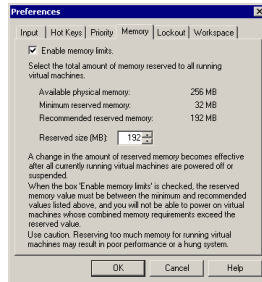 Preferences
Input Hot Keys Priority Memory Lockout Workspace
Enable memory limits.
Select the total amount of memory reserved to all running
virtual machines.
Available physical memory: 256 MB
Minimum reserved memory: 32 MB
Recommended reserved memory: 192 MB
Reserved size (MB): 192
A change in the amount of reserved memory becomes effective
after all currently running virtual machines are powered off or
suspended.
When the box 'Enable memory limits' is checked, the reserved
memory value must be between the minimum and recommended
values listed above, and you will not be able to power on virtual
machines whose combined memory requirements exceed the
reserved value.
Use caution. Reserving too much memory for running virtual
machines may result in poor performance or a hung system.
OK Cancel Help